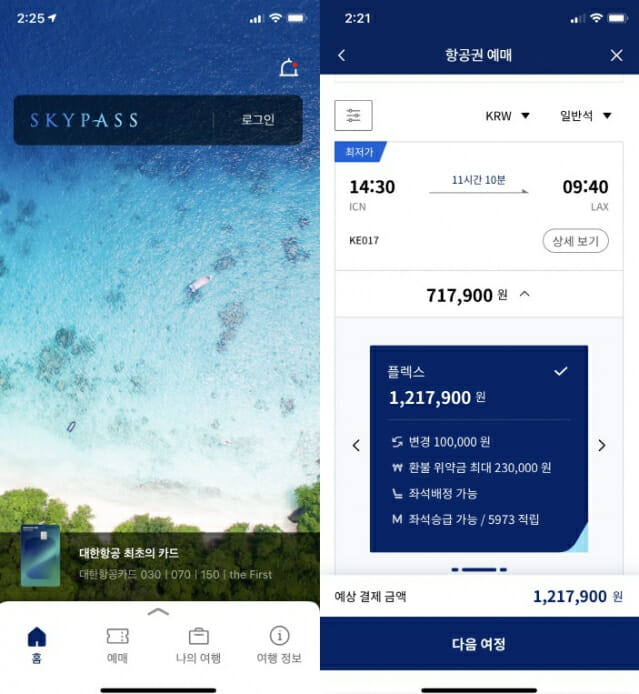 2:25
SKYPASS
로그인
대한항공 최초의 카드
대한항공카드 030 | 070 | 150 | the First
홈
예매
나의 여행
여행 정보
2:21
항공권 예매
KRW ▼
일반석 ▼
최저가
14:30
11시간 10분
09:40
ICN
LAX
KE017
상세 보기
717,900 원
플렉스
1,217,900 원
변경 100,000 원
환불 위약금 최대 230,000 원
좌석배정 가능
M 좌석승급 가능 / 5973 적립
예상 결제 금액
1,217,900 원
다음 여정